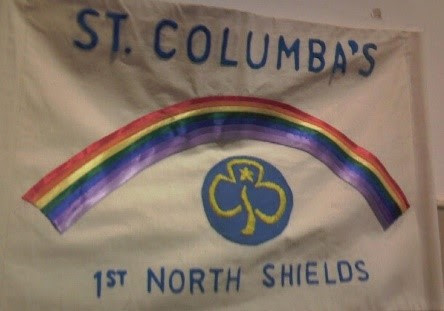 ST. COLUMBA'S
1ST NORTH SHIELDS